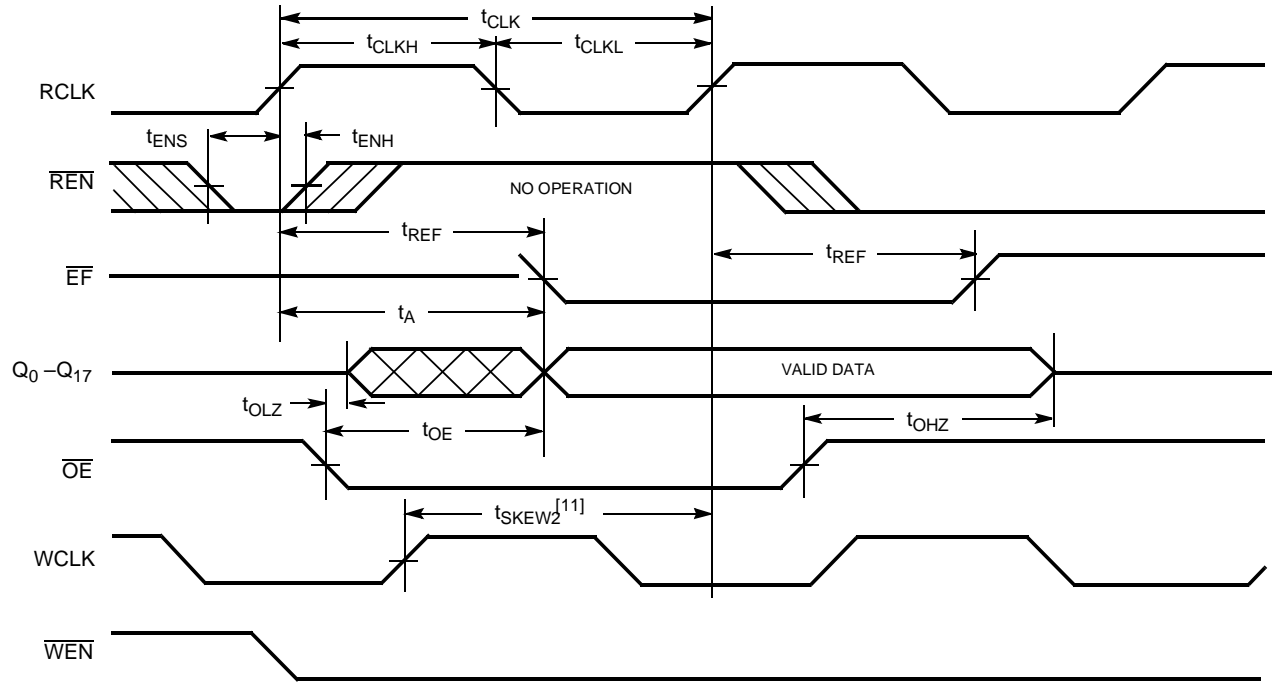 tCLK
tCLKH
tCLKL
RCLK
tENS
tENH
REN
NO OPERATION
tREF
tREF
EF
tA
Q0 –Q17
VALID DATA
tOLZ
tOE
tOHZ
OE
tSKEW2[11]
WCLK
WEN